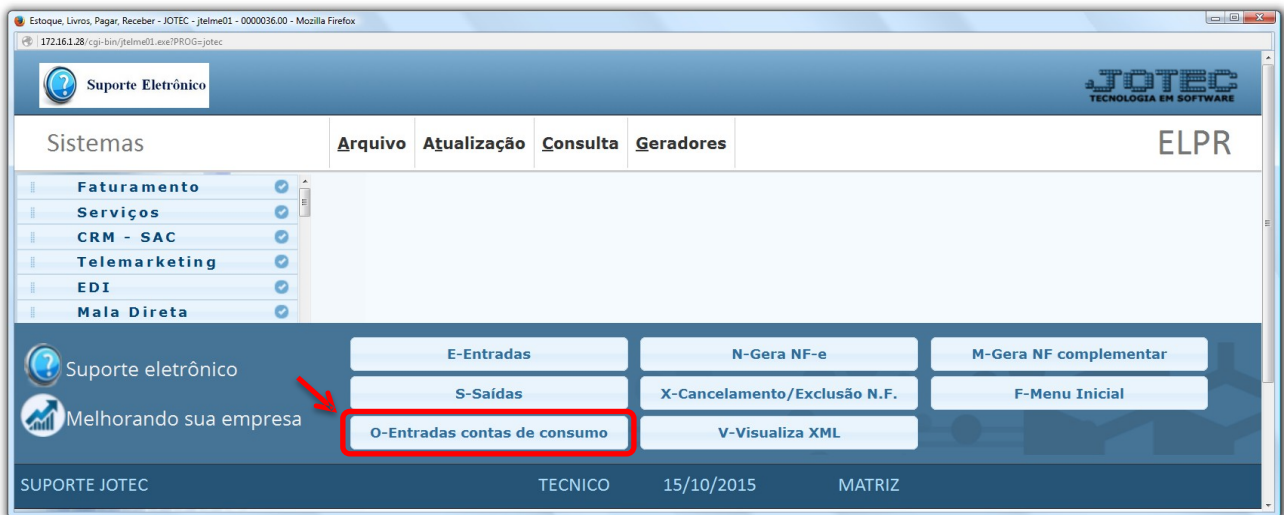 Estoque, Livros, Pagar, Receber - JOTEC - jtelme01 - 0000036.00 - Mozilla Firefox
172.16.1.28/cgi-bin/jtelme01.exe?PROG=jotec
Suporte Eletrônico
JOTEC
TECNOLOGIA EM SOFTWARE
Sistemas Arquivo Atualização Consulta Geradores ELPR
Faturamento
Serviços
CRM - SAC
Telemarketing
EDI
Mala Direta
Suporte eletrônico
Melhorando sua empresa
E-Entradas N-Gera NF-e M-Gera NF complementar
S-Saídas X-Cancelamento/Exclusão N.F. F-Menu Inicial
O-Entradas contas de consumo V-Visualiza XML
SUPORTE JOTEC TECNICO 15/10/2015 MATRIZ